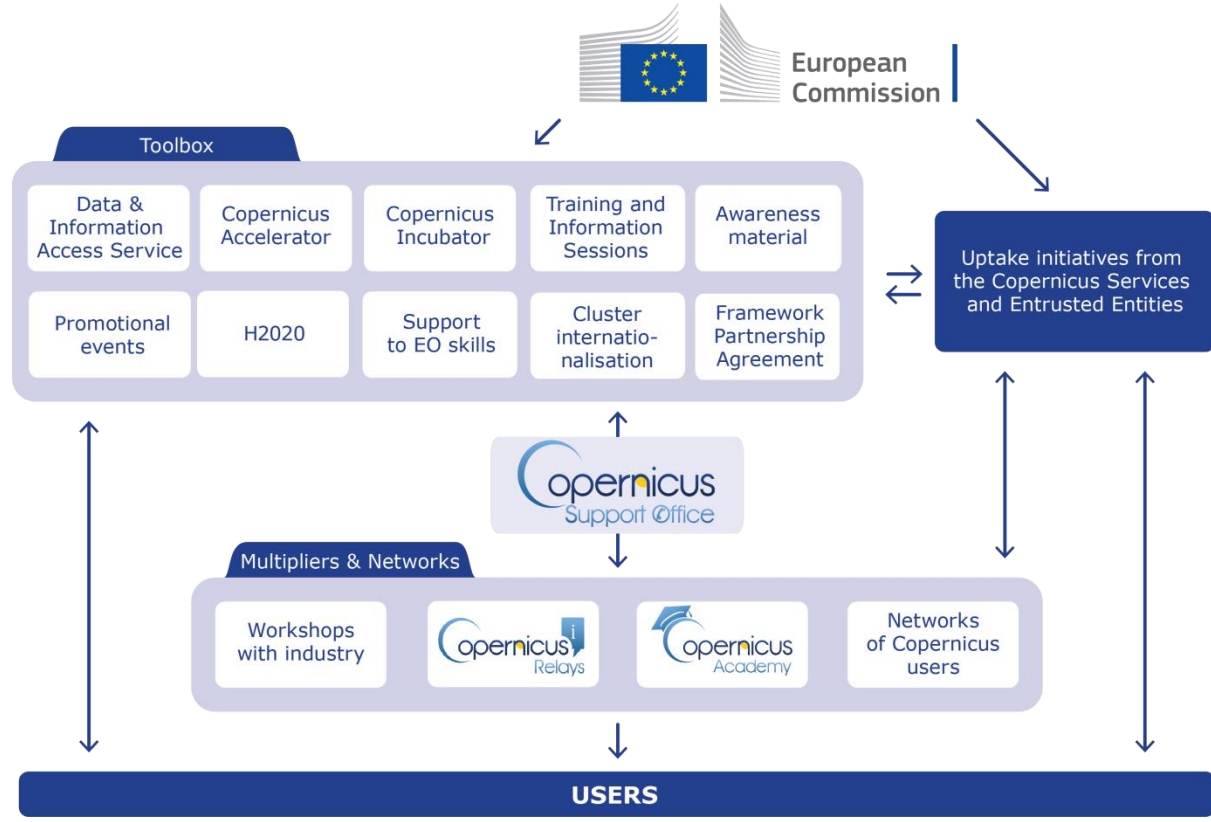 European
Commission
Toolbox
Data &
Information
Access Service
Copernicus
Accelerator
Copernicus
Incubator
Training and
Information
Sessions
Awareness
material
Promotional
events
H2020
Support
to EO skills
Cluster
internatio-
nalisation
Framework
Partnership
Agreement
Uptake initiatives from
the Copernicus Services
and Entrusted Entities
Copernicus
Support Office
Multipliers & Networks
Workshops
with industry
Copernicus
i
Relays
Copernicus
Academy
Networks
of Copernicus
users
USERS